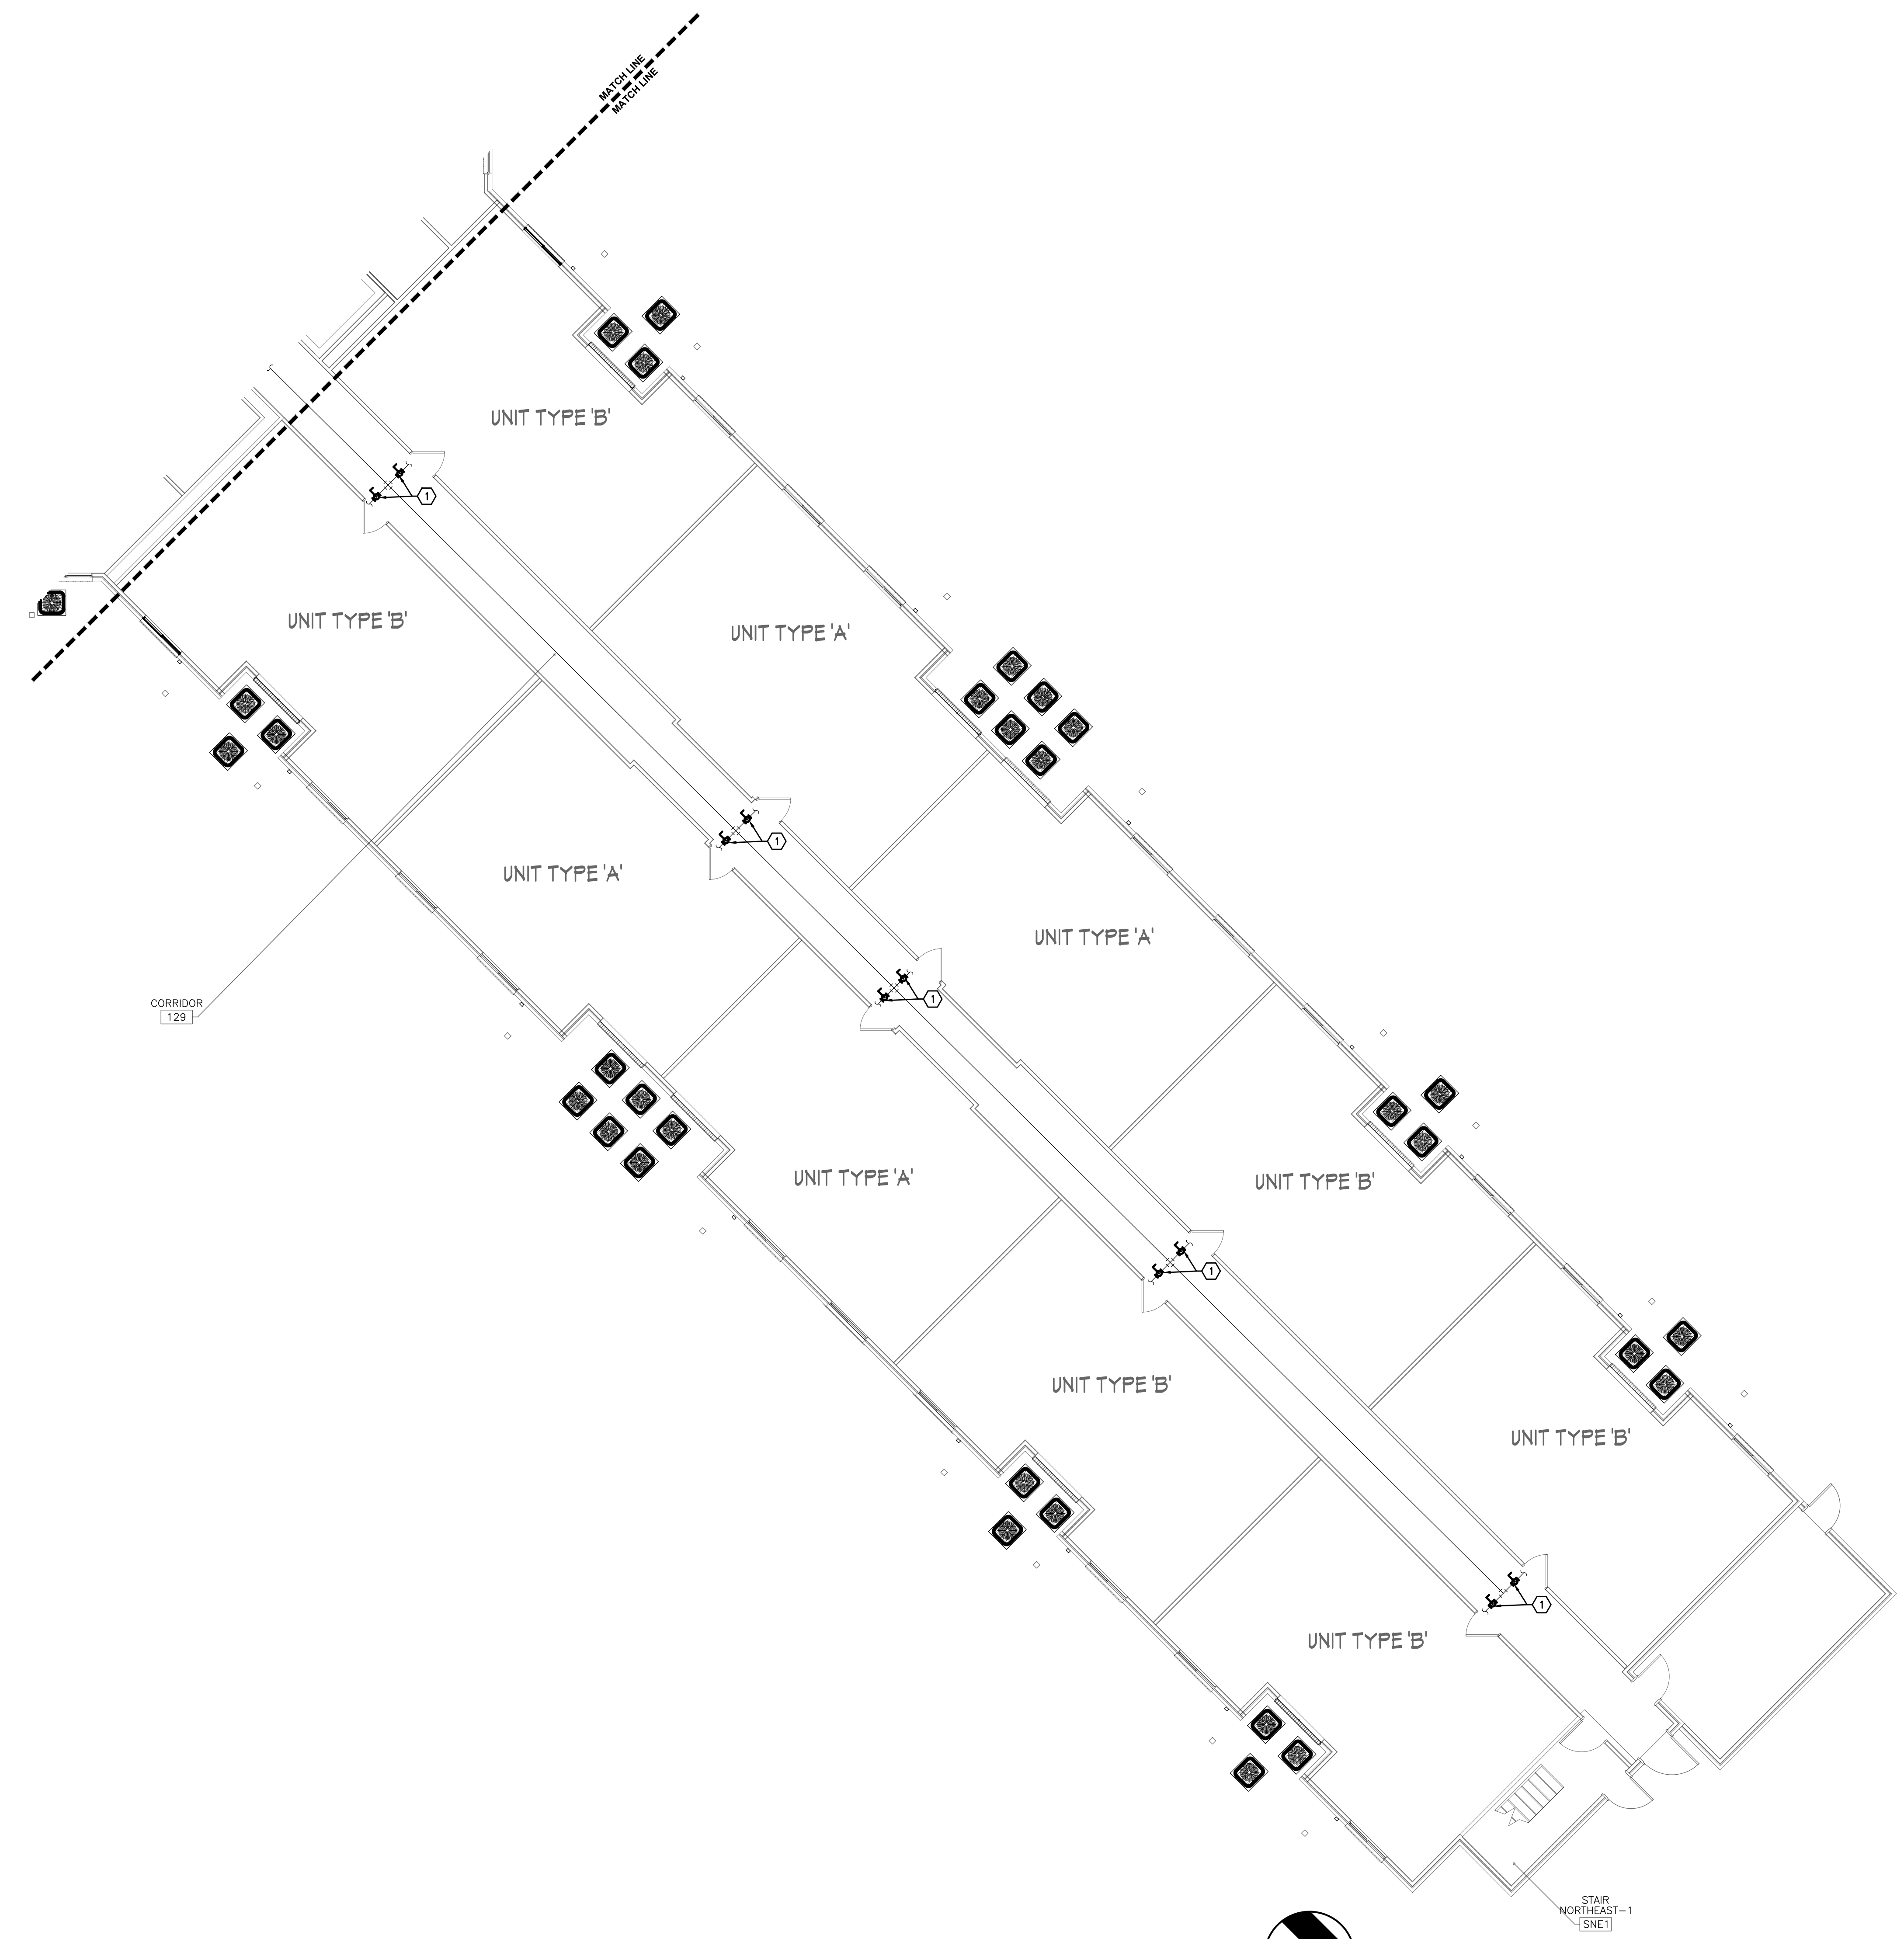 MATCH LINE
MATCH LINE
UNIT TYPE 'B'
1
UNIT TYPE 'B'
UNIT TYPE 'A'
1
UNIT TYPE 'A'
UNIT TYPE 'A'
1
CORRIDOR
129
UNIT TYPE 'A'
UNIT TYPE 'B'
1
UNIT TYPE 'B'
UNIT TYPE 'B'
1
UNIT TYPE 'B'
STAIR
NORTHEAST-1
SNE1